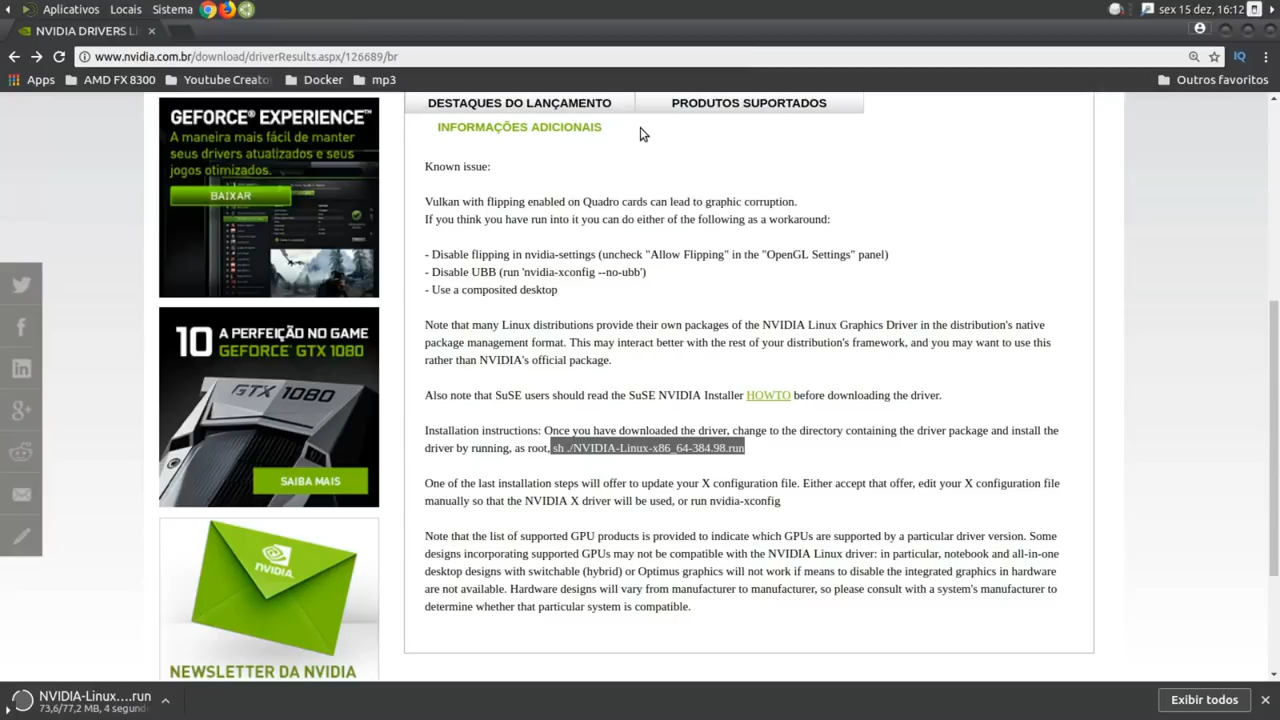 Aplicativos Locais Sistema
sex 15 dez, 16:12
NVIDIA DRIVERS LI
www.nvidia.com.br/download/driverResults.aspx/126689/br
Apps AMD FX 8300 Youtube Creato Docker mp3 Outros favoritos
GEFORCE® EXPERIENCE™
A maneira mais fácil de manter
seus drivers atualizados e seus
jogos otimizados.
BAIXAR
10 A PERFEIÇÃO NO GAME
GEFORCE® GTX 1080
GTX 1080
SAIBA MAIS
NVIDIA.
NEWSLETTER DA NVIDIA
DESTAQUES DO LANÇAMENTO PRODUTOS SUPORTADOS
INFORMAÇÕES ADICIONAIS
Known issue:
Vulkan with flipping enabled on Quadro cards can lead to graphic corruption.
If you think you have run into it you can do either of the following as a workaround:
- Disable flipping in nvidia-settings (uncheck "Allow Flipping" in the "OpenGL Settings" panel)
- Disable UBB (run 'nvidia-xconfig --no-ubb')
- Use a composited desktop
Note that many Linux distributions provide their own packages of the NVIDIA Linux Graphics Driver in the distribution's native
package management format. This may interact better with the rest of your distribution's framework, and you may want to use this
rather than NVIDIA's official package.
Also note that SuSE users should read the SuSE NVIDIA Installer HOWTO before downloading the driver.
Installation instructions: Once you have downloaded the driver, change to the directory containing the driver package and install the
driver by running, as root, sh ./NVIDIA-Linux-x86_64-384.98.run
One of the last installation steps will offer to update your X configuration file. Either accept that offer, edit your X configuration file
manually so that the NVIDIA X driver will be used, or run nvidia-xconfig
Note that the list of supported GPU products is provided to indicate which GPUs are supported by a particular driver version. Some
designs incorporating supported GPUs may not be compatible with the NVIDIA Linux driver: in particular, notebook and all-in-one
desktop designs with switchable (hybrid) or Optimus graphics will not work if means to disable the integrated graphics in hardware
are not available. Hardware designs will vary from manufacturer to manufacturer, so please consult with a system's manufacturer to
determine whether that particular system is compatible.
NVIDIA-Linux....run
73,6/77,2 MB, 4 segund
Exibir todos